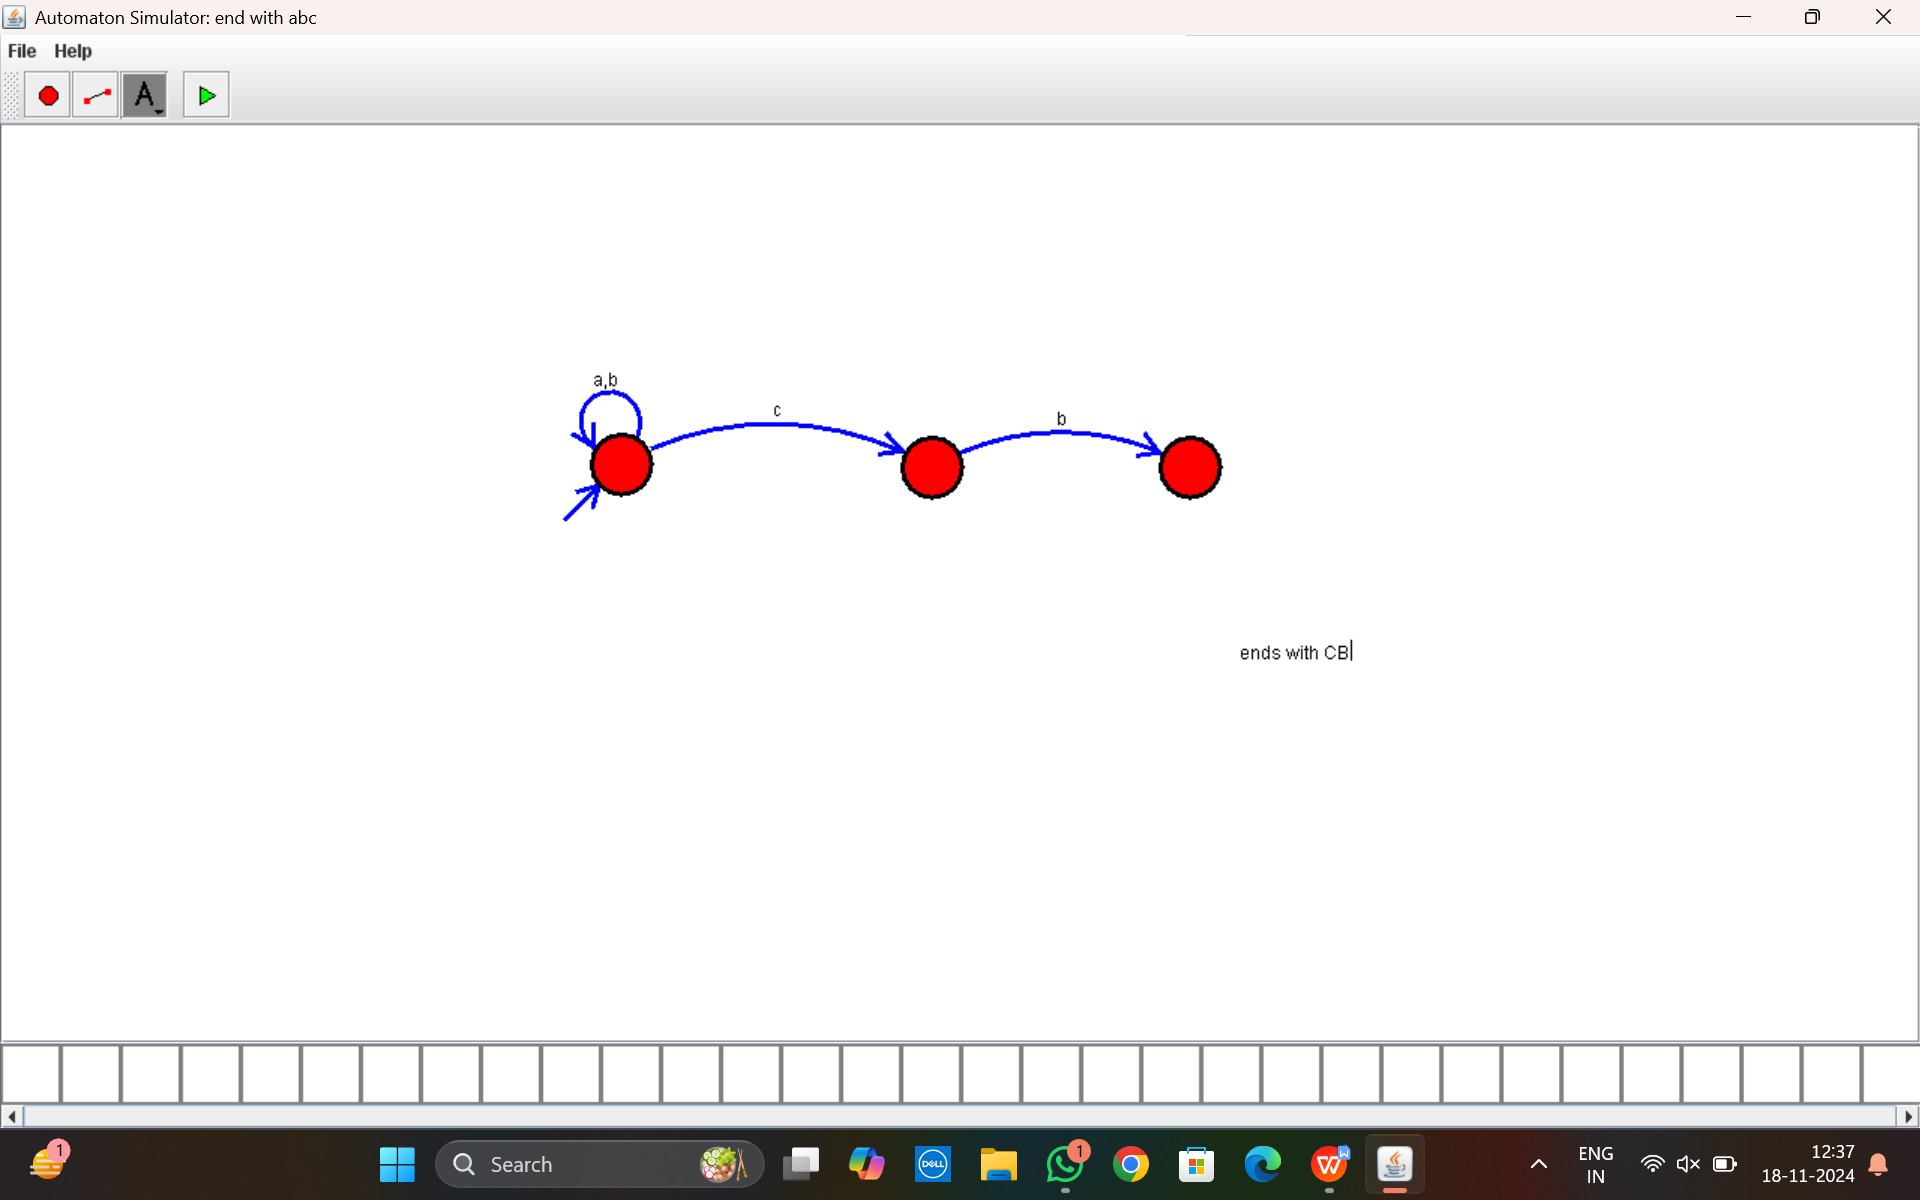 Automaton Simulator: end with abc
File Help
A
a,b
c
b
ends with CB
1
Search
DELL
1
W
W
ENG
IN
12:37
18-11-2024